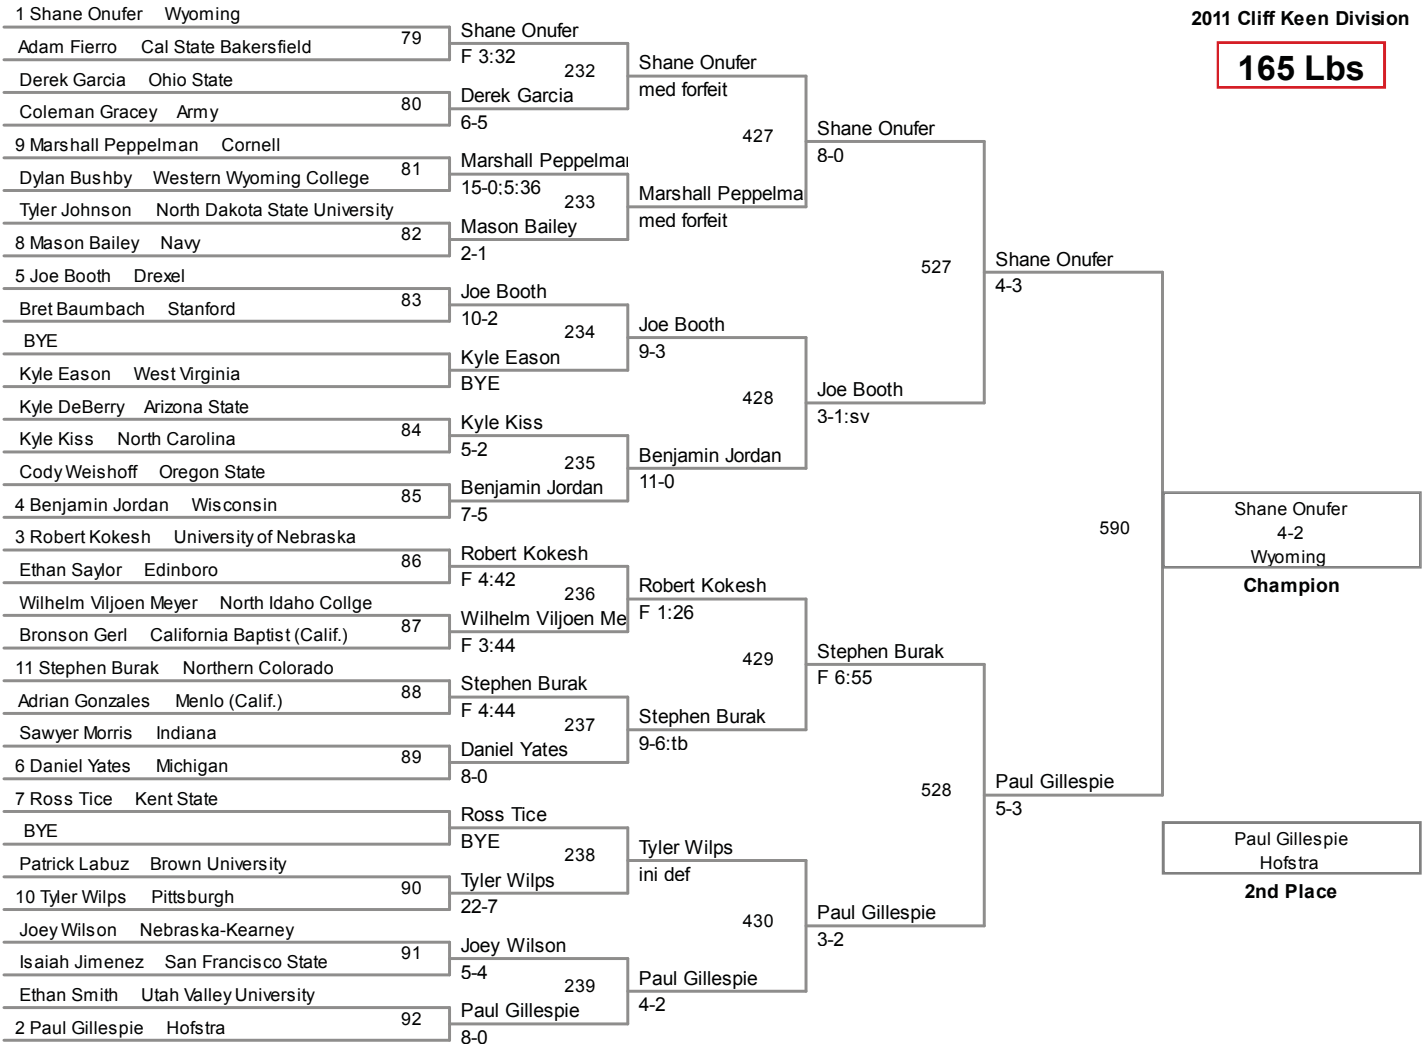 2011 Cliff Keen Division
165 Lbs
1 Shane Onufer Wyoming
Adam Fierro Cal State Bakersfield
Derek Garcia Ohio State
Coleman Gracey Army
9 Marshall Peppelman Cornell
Dylan Bushby Western Wyoming College
Tyler Johnson North Dakota State University
8 Mason Bailey Navy
5 Joe Booth Drexel
Bret Baumbach Stanford
BYE
Kyle Eason West Virginia
Kyle DeBerry Arizona State
Kyle Kiss North Carolina
Cody Weishoff Oregon State
4 Benjamin Jordan Wisconsin
3 Robert Kokesh University of Nebraska
Ethan Saylor Edinboro
Wilhelm Viljoen Meyer North Idaho Collge
Bronson Gerl California Baptist (Calif.)
11 Stephen Burak Northern Colorado
Adrian Gonzales Menlo (Calif.)
Sawyer Morris Indiana
6 Daniel Yates Michigan
7 Ross Tice Kent State
BYE
Patrick Labuz Brown University
10 Tyler Wilps Pittsburgh
Joey Wilson Nebraska-Kearney
Isaiah Jimenez San Francisco State
Ethan Smith Utah Valley University
2 Paul Gillespie Hofstra
79
80
81
82
83
84
85
86
87
88
89
90
91
92
Shane Onufer
F 3:32
Derek Garcia
6-5
Marshall Peppelma
15-0;5:36
Mason Bailey
2-1
Joe Booth
10-2
Kyle Eason
BYE
Kyle Kiss
5-2
Benjamin Jordan
7-5
Robert Kokesh
F 4:42
Wilhelm Viljoen Me
F 3:44
Stephen Burak
F 4:44
Daniel Yates
8-0
Ross Tice
BYE
Tyler Wilps
22-7
Joey Wilson
5-4
Paul Gillespie
8-0
232
233
234
235
236
237
238
239
Shane Onufer
med forfeit
Marshall Peppelma
med forfeit
Joe Booth
9-3
Benjamin Jordan
11-0
Robert Kokesh
F 1:26
Stephen Burak
9-6:tb
Tyler Wilps
ini def
Paul Gillespie
4-2
427
428
429
430
Shane Onufer
8-0
Joe Booth
3-1:sv
Stephen Burak
F 6:55
Paul Gillespie
3-2
527
528
Shane Onufer
4-3
Paul Gillespie
5-3
590
Shane Onufer
4-2
Wyoming
Champion
Paul Gillespie
Hofstra
2nd Place